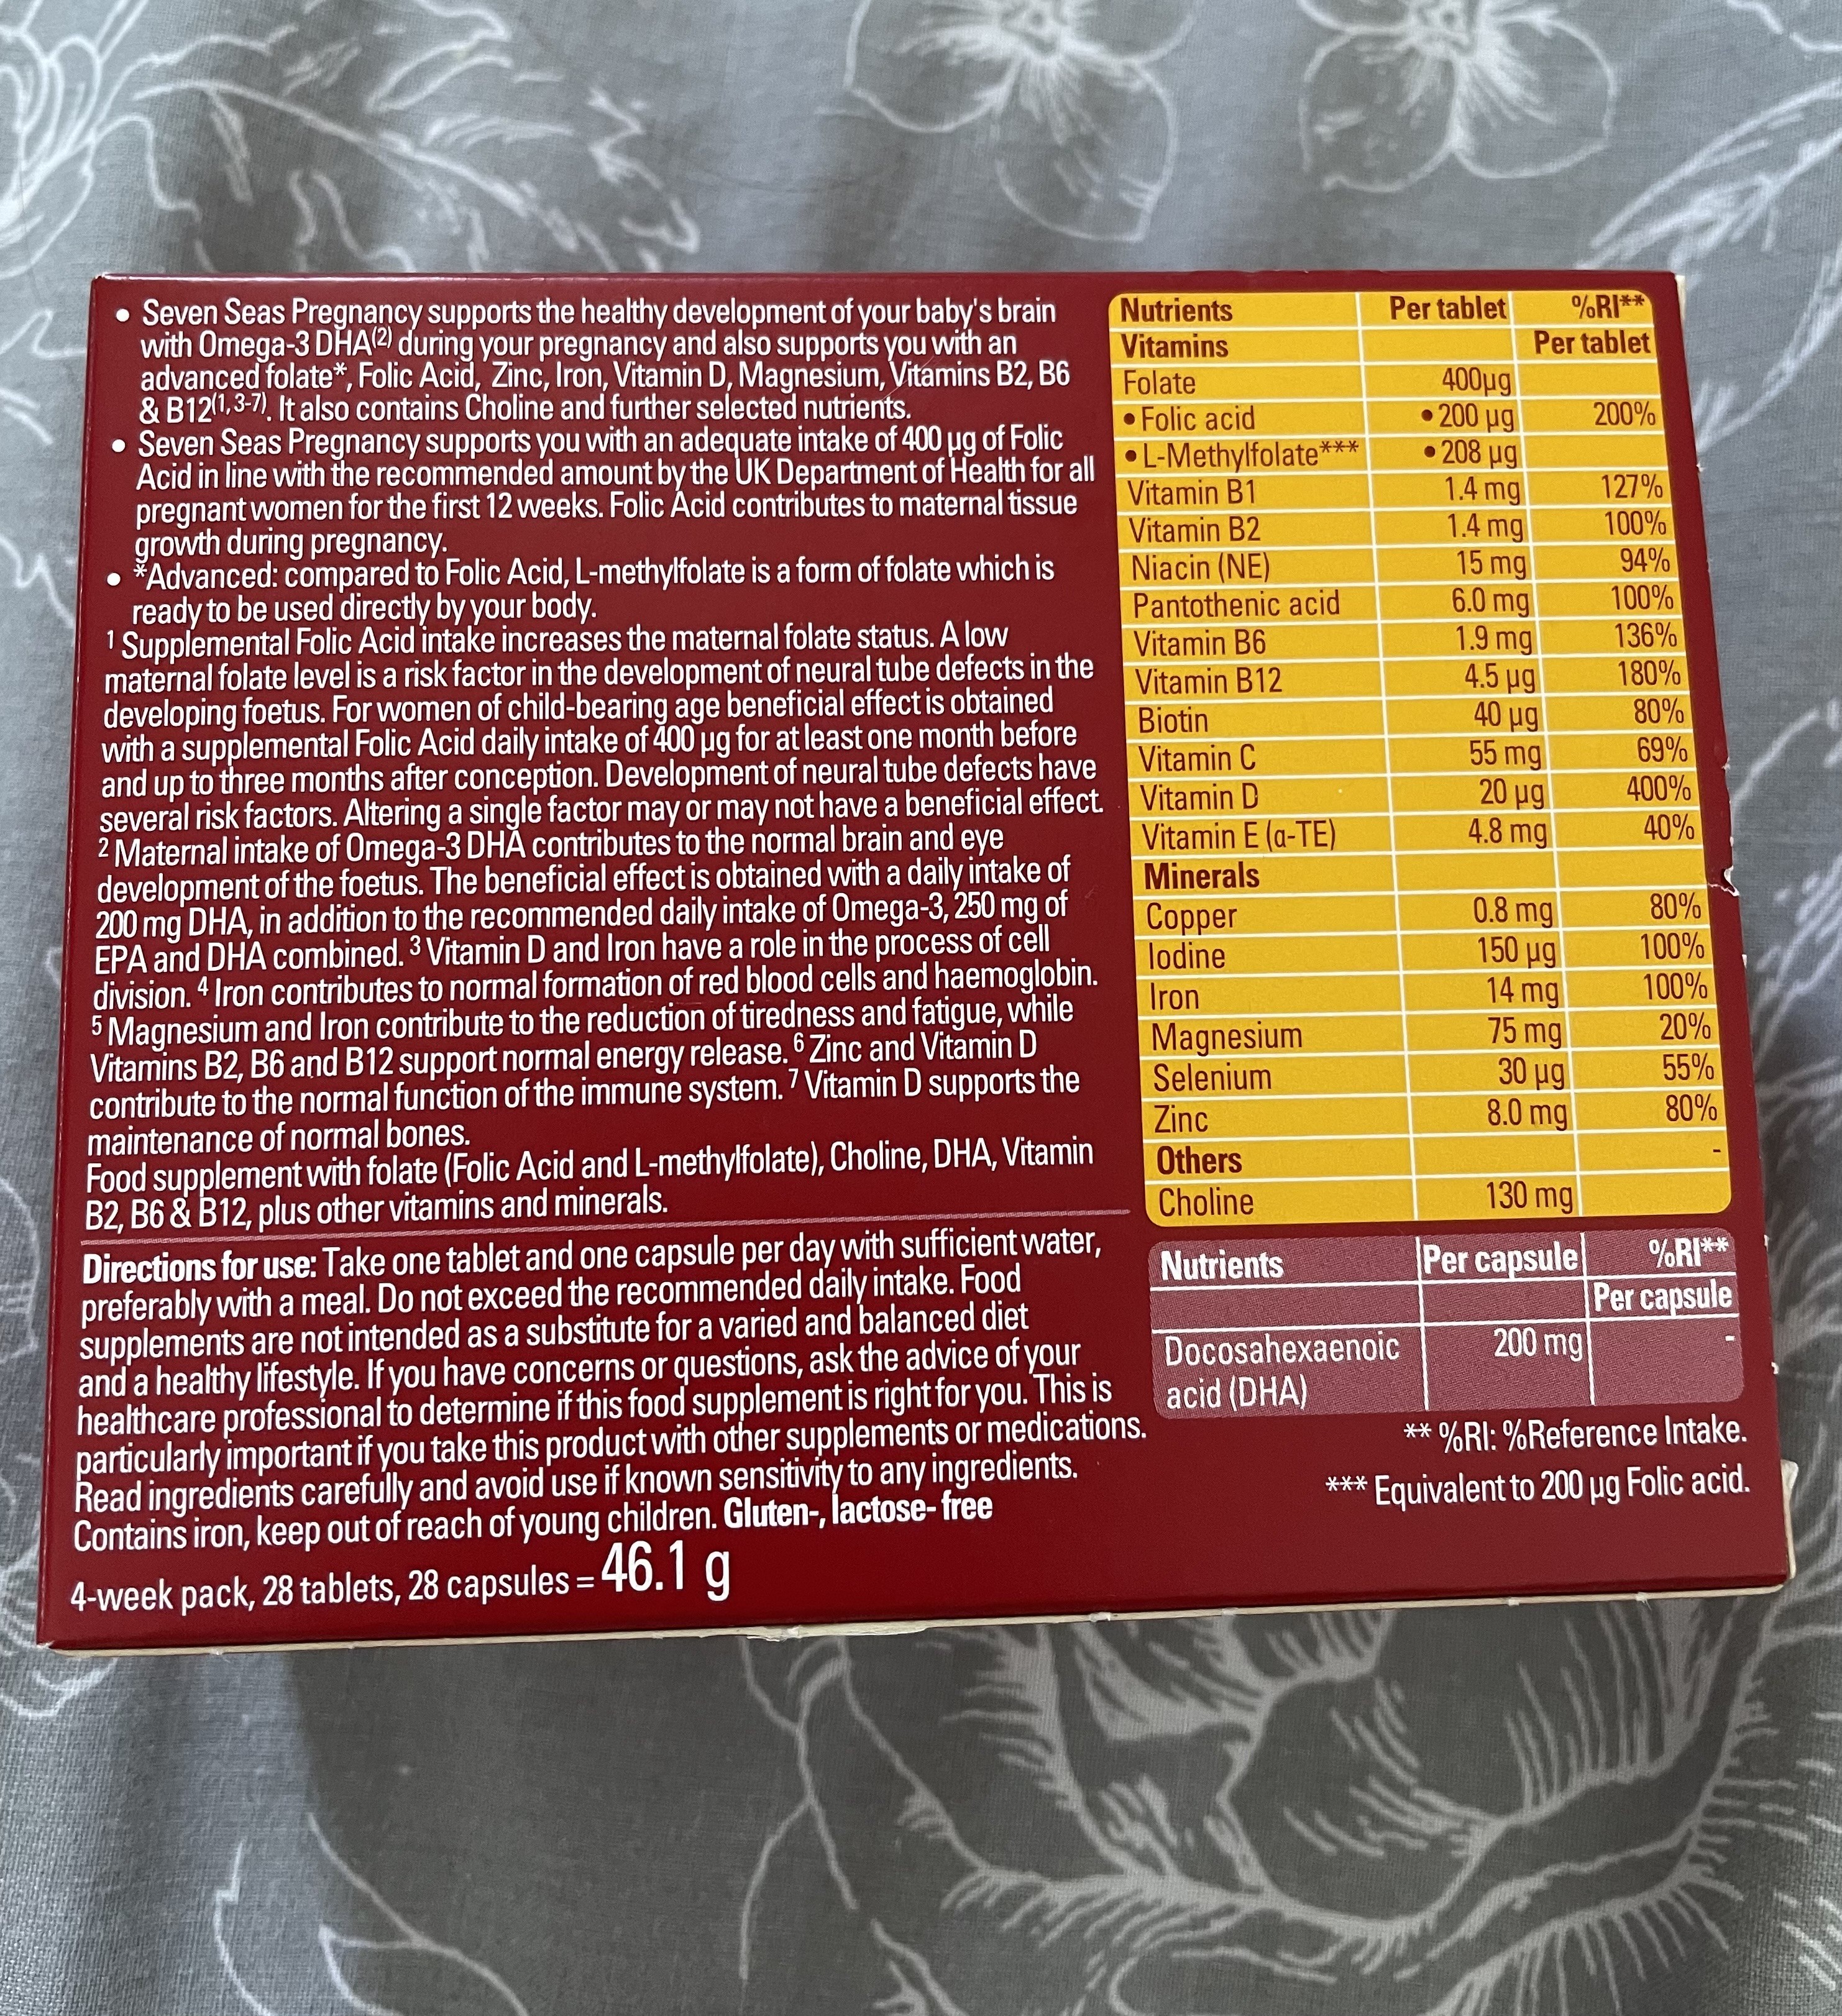 • Seven Seas Pregnancy supports the healthy development of your baby's brain
with Omega-3 DHA(2) during your pregnancy and also supports you with an
advanced folate*, Folic Acid, Zinc, Iron, Vitamin D, Magnesium, Vitamins B2, B6
& B12(1, 3-7). It also contains Choline and further selected nutrients.
• Seven Seas Pregnancy supports you with an adequate intake of 400 µg of Folic
Acid in line with the recommended amount by the UK Department of Health for all
pregnant women for the first 12 weeks. Folic Acid contributes to maternal tissue
growth during pregnancy.
• *Advanced: compared to Folic Acid, L-methylfolate is a form of folate which is
ready to be used directly by your body.
1 Supplemental Folic Acid intake increases the maternal folate status. A low
maternal folate level is a risk factor in the development of neural tube defects in the
developing foetus. For women of child-bearing age beneficial effect is obtained
with a supplemental Folic Acid daily intake of 400 µg for at least one month before
and up to three months after conception. Development of neural tube defects have
several risk factors. Altering a single factor may or may not have a beneficial effect.
2 Maternal intake of Omega-3 DHA contributes to the normal brain and eye
development of the foetus. The beneficial effect is obtained with a daily intake of
200 mg DHA, in addition to the recommended daily intake of Omega-3, 250 mg of
EPA and DHA combined. 3 Vitamin D and Iron have a role in the process of cell
division. 4 Iron contributes to normal formation of red blood cells and haemoglobin.
5 Magnesium and Iron contribute to the reduction of tiredness and fatigue, while
Vitamins B2, B6 and B12 support normal energy release. 6 Zinc and Vitamin D
contribute to the normal function of the immune system. 7 Vitamin D supports the
maintenance of normal bones.
Food supplement with folate (Folic Acid and L-methylfolate), Choline, DHA, Vitamin
B2, B6 & B12, plus other vitamins and minerals.
Directions for use: Take one tablet and one capsule per day with sufficient water,
preferably with a meal. Do not exceed the recommended daily intake. Food
supplements are not intended as a substitute for a varied and balanced diet
and a healthy lifestyle. If you have concerns or questions, ask the advice of your
healthcare professional to determine if this food supplement is right for you. This is
particularly important if you take this product with other supplements or medications.
Read ingredients carefully and avoid use if known sensitivity to any ingredients.
Contains iron, keep out of reach of young children. Gluten-, lactose- free
4-week pack, 28 tablets, 28 capsules = 46.1 g
Nutrients Per tablet %RI**
Vitamins Per tablet
Folate 400µg
• Folic acid • 200 µg 200%
• L-Methylfolate*** • 208 µg
Vitamin B1 1.4 mg 127%
Vitamin B2 1.4 mg 100%
Niacin (NE) 15 mg 94%
Pantothenic acid 6.0 mg 100%
Vitamin B6 1.9 mg 136%
Vitamin B12 4.5 µg 180%
Biotin 40 µg 80%
Vitamin C 55 mg 69%
Vitamin D 20 µg 400%
Vitamin E (α-TE) 4.8 mg 40%
Minerals
Copper 0.8 mg 80%
Iodine 150 µg 100%
Iron 14 mg 100%
Magnesium 75 mg 20%
Selenium 30 µg 55%
Zinc 8.0 mg 80%
Others -
Choline 130 mg
Nutrients Per capsule %RI**
Per capsule
Docosahexaenoic 200 mg -
acid (DHA)
** %RI: %Reference Intake.
*** Equivalent to 200 µg Folic acid.